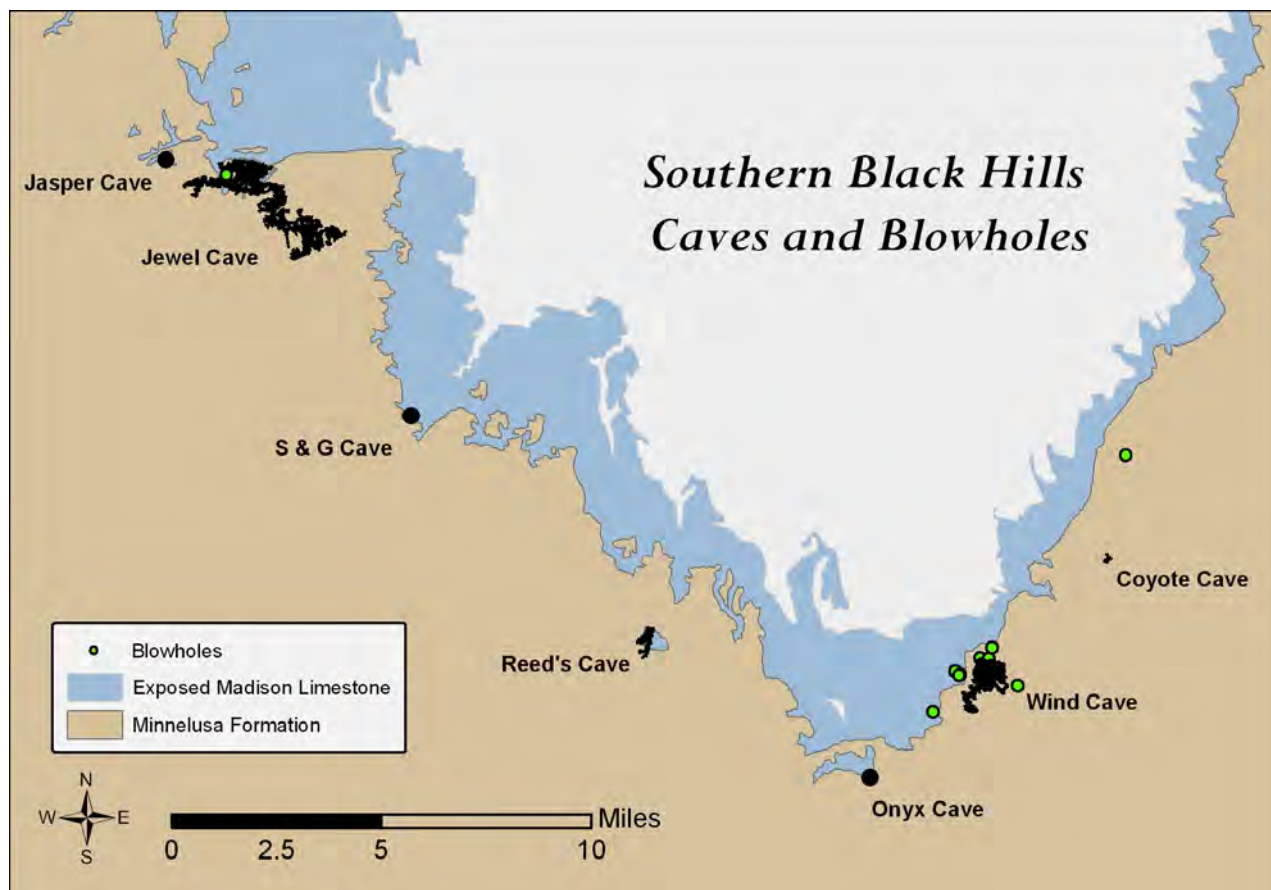 Southern Black Hills
Caves and Blowholes
Jasper Cave
Jewel Cave
S & G Cave
Coyote Cave
Reed's Cave
Wind Cave
Onyx Cave
Blowholes
Exposed Madison Limestone
Minnelusa Formation
N
W E
S
Miles
0 2.5 5 10